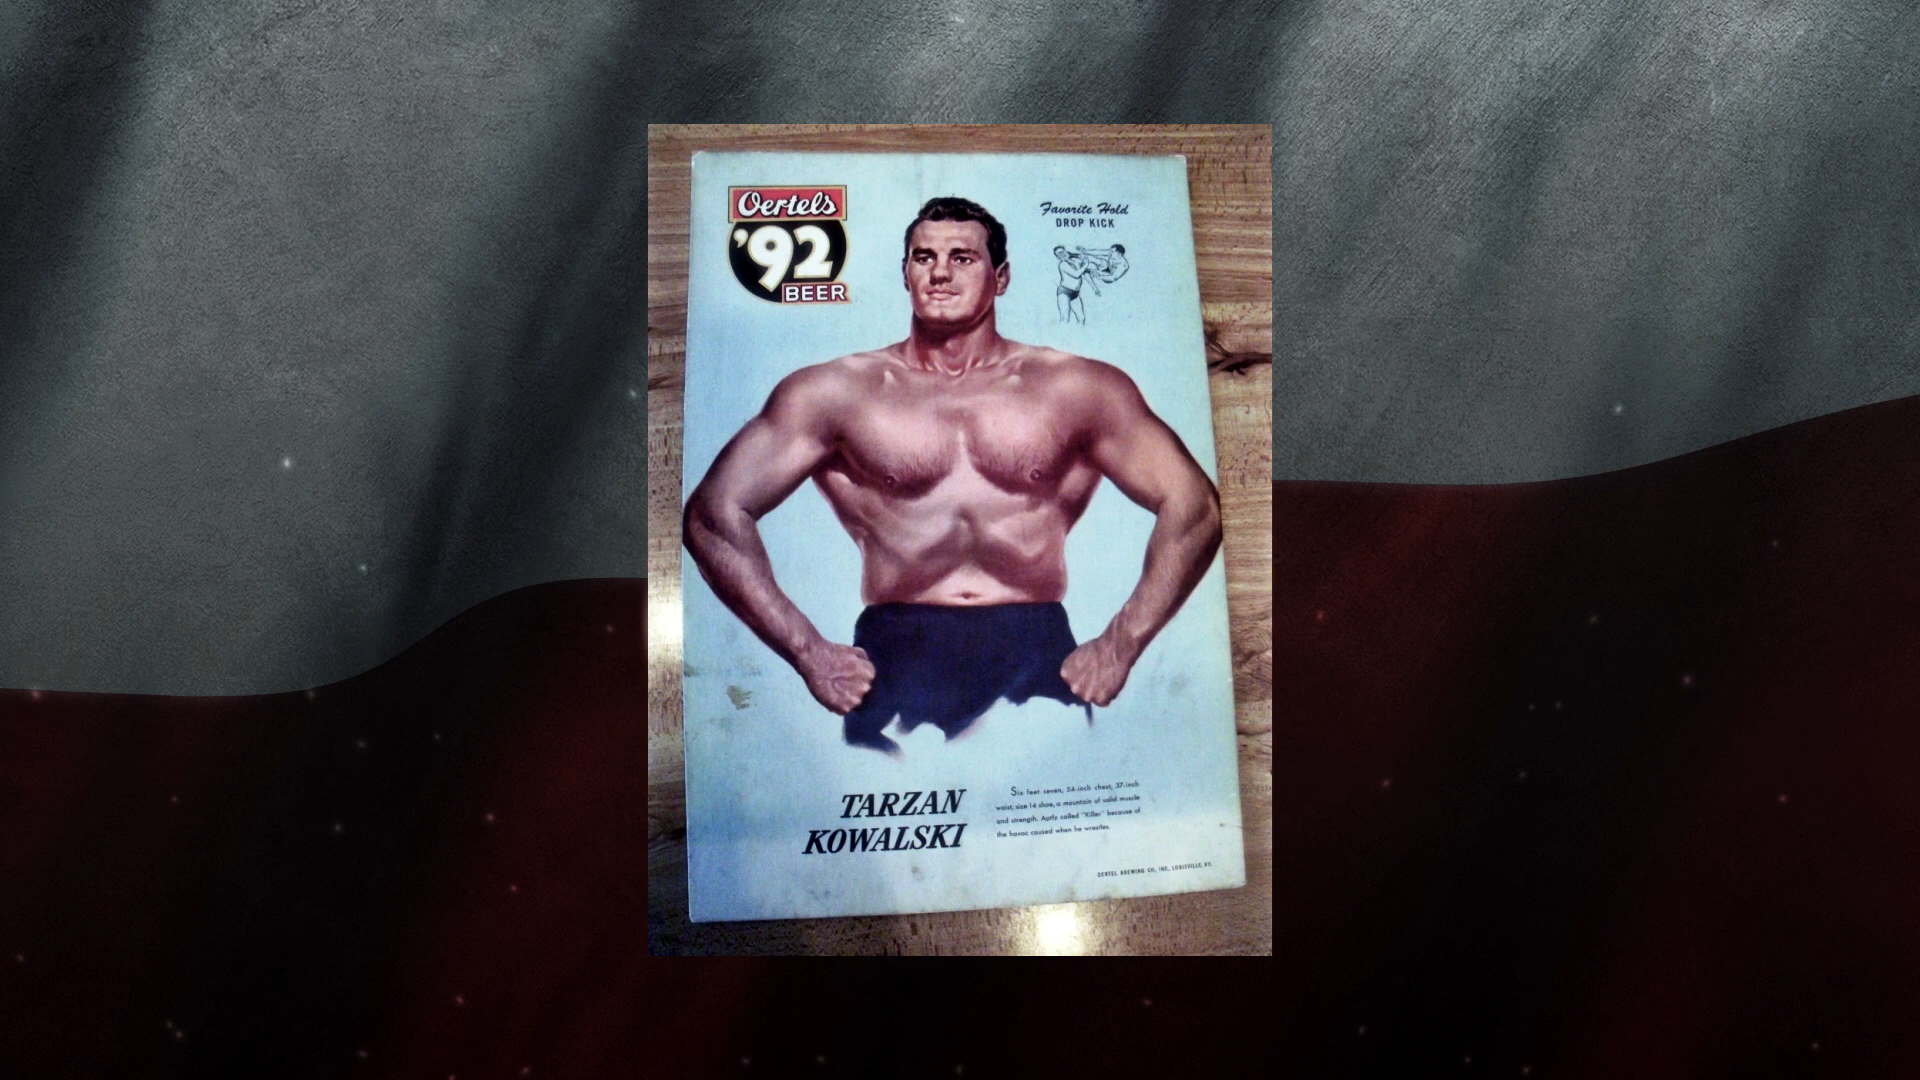 Oertels
'92
BEER
Favorite Hold
DROP KICK
TARZAN
KOWALSKI
Six feet seven, 54-inch chest, 37-inch
waist, size 14 shoe, a mountain of solid muscle
and strength. Aptly called "Killer" because of
the havoc caused when he wrestles.
OERTEL BREWING CO., INC., LOUISVILLE, KY.